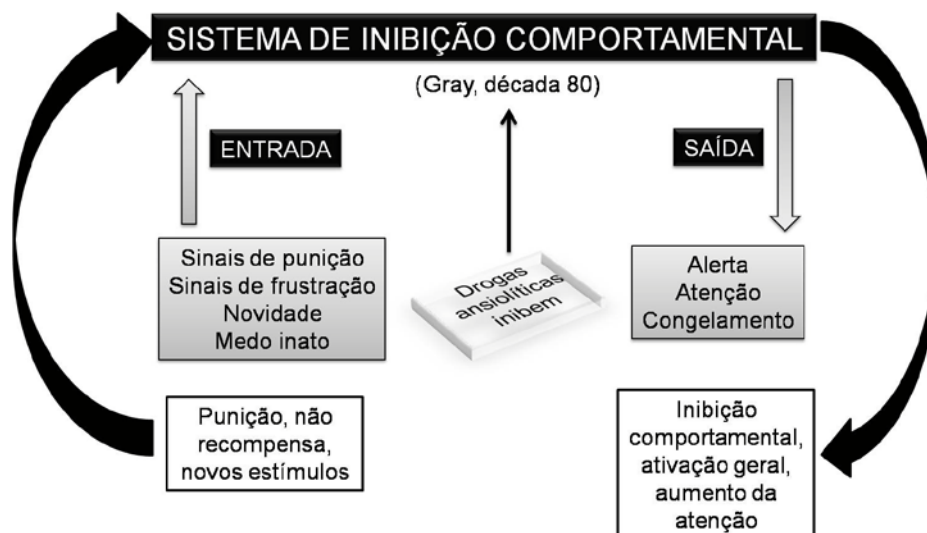 SISTEMA DE INIBIÇÃO COMPORTAMENTAL
(Gray, década 80)
ENTRADA
SAÍDA
Sinais de punição
Sinais de frustração
Novidade
Medo inato
Drogas
ansiolíticas
inibem
Alerta
Atenção
Congelamento
Punição, não
recompensa,
novos estímulos
Inibição
comportamental,
ativação geral,
aumento da
atenção